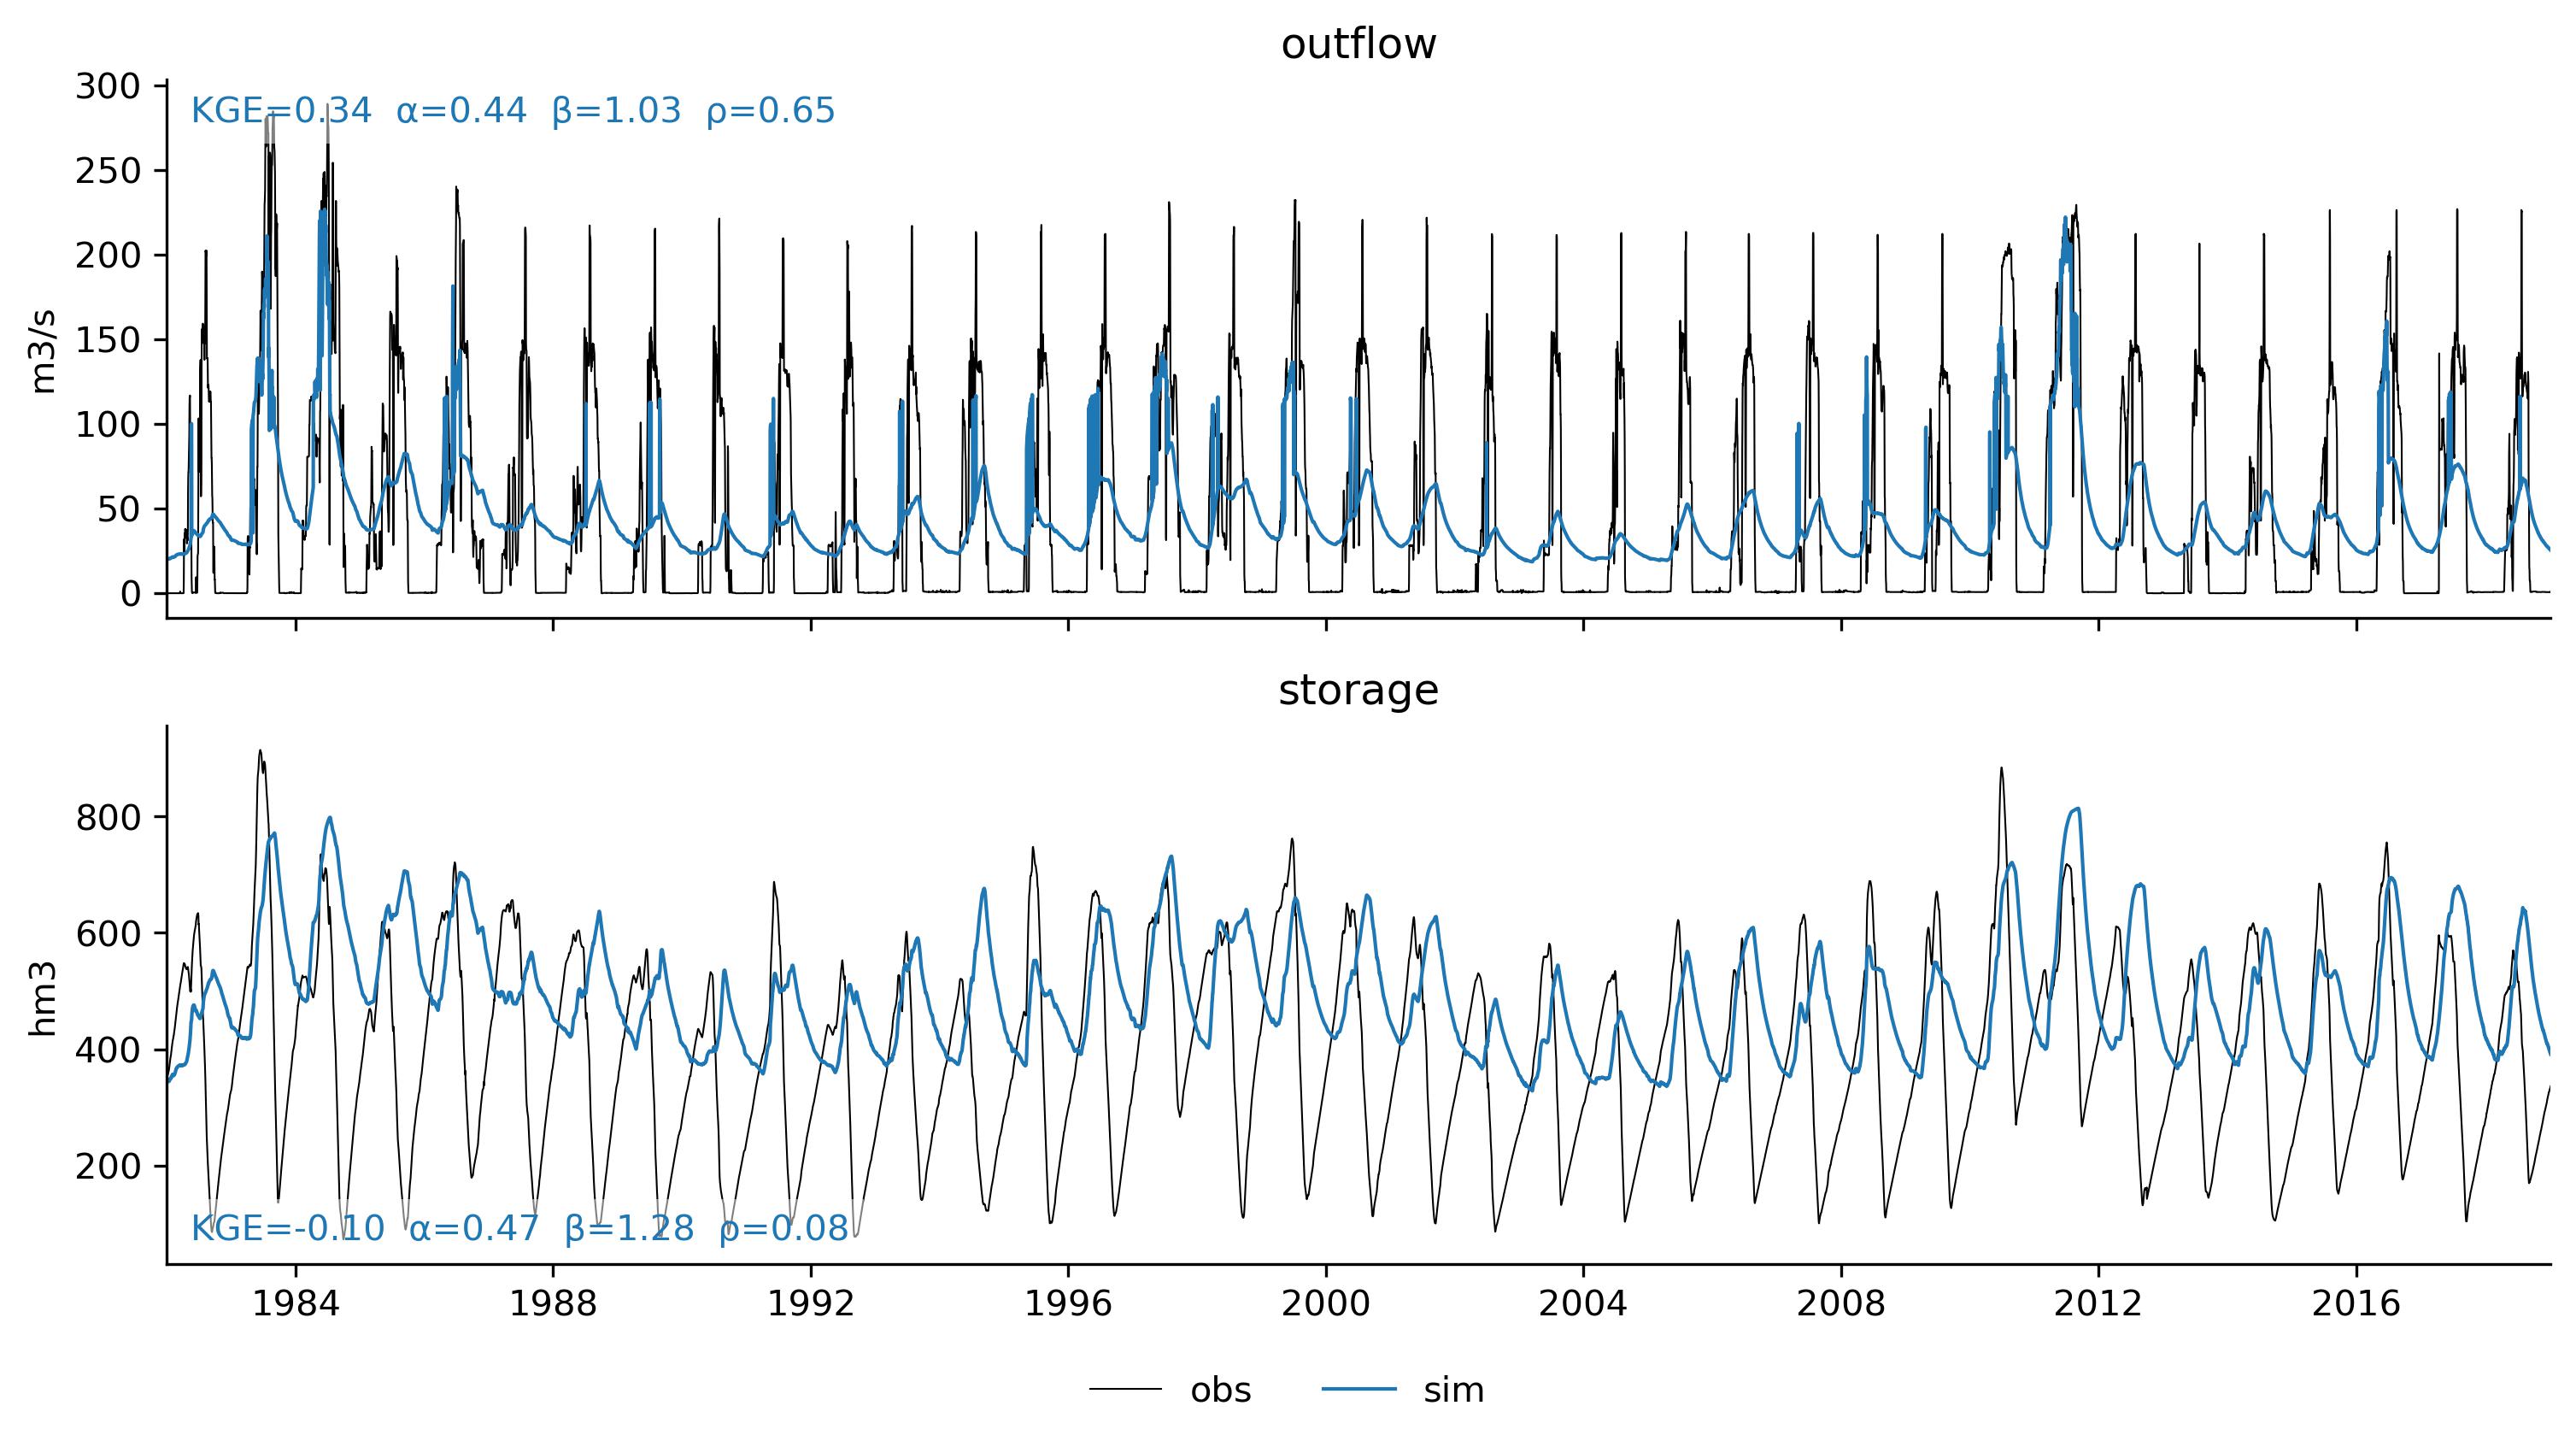 outflow
300
250
200
150
100
50
0
m3/s
KGE=0.34 α=0.44 β=1.03 ρ=0.65
storage
800
600
400
200
hm3
KGE=-0.10 α=0.47 β=1.28 ρ=0.08
1984 1988 1992 1996 2000 2004 2008 2012 2016
obs sim